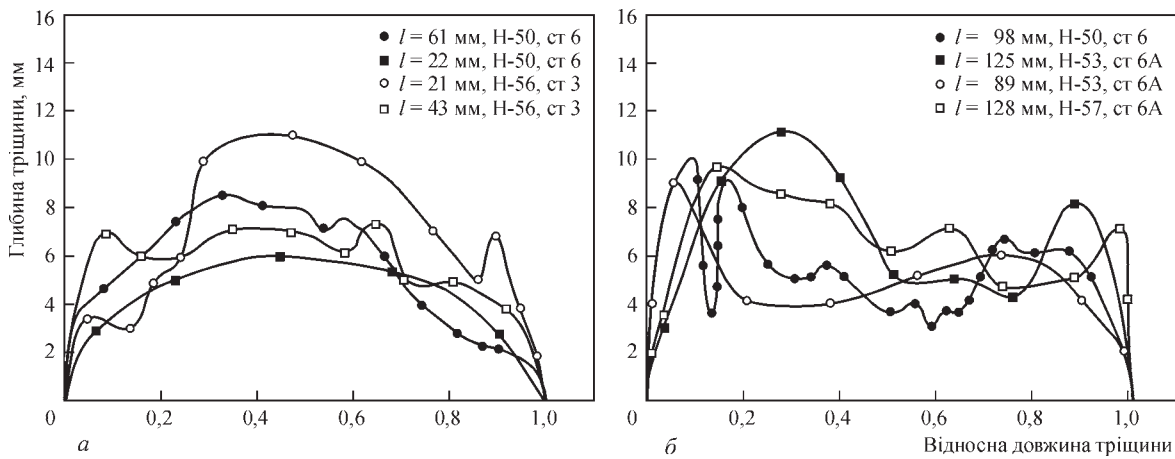 16
14
12
10
8
6
4
2
0
0,2
0,4
0,6
0,8
1,0
Глибина тріщини, мм
l = 61 мм, Н-50, ст 6
l = 22 мм, Н-50, ст 6
l = 21 мм, Н-56, ст 3
l = 43 мм, Н-56, ст 3
а
16
14
12
10
8
6
4
2
0
0,2
0,4
0,6
0,8
1,0
l = 98 мм, Н-50, ст 6
l = 125 мм, Н-53, ст 6А
l = 89 мм, Н-53, ст 6А
l = 128 мм, Н-57, ст 6А
б
Відносна довжина тріщини